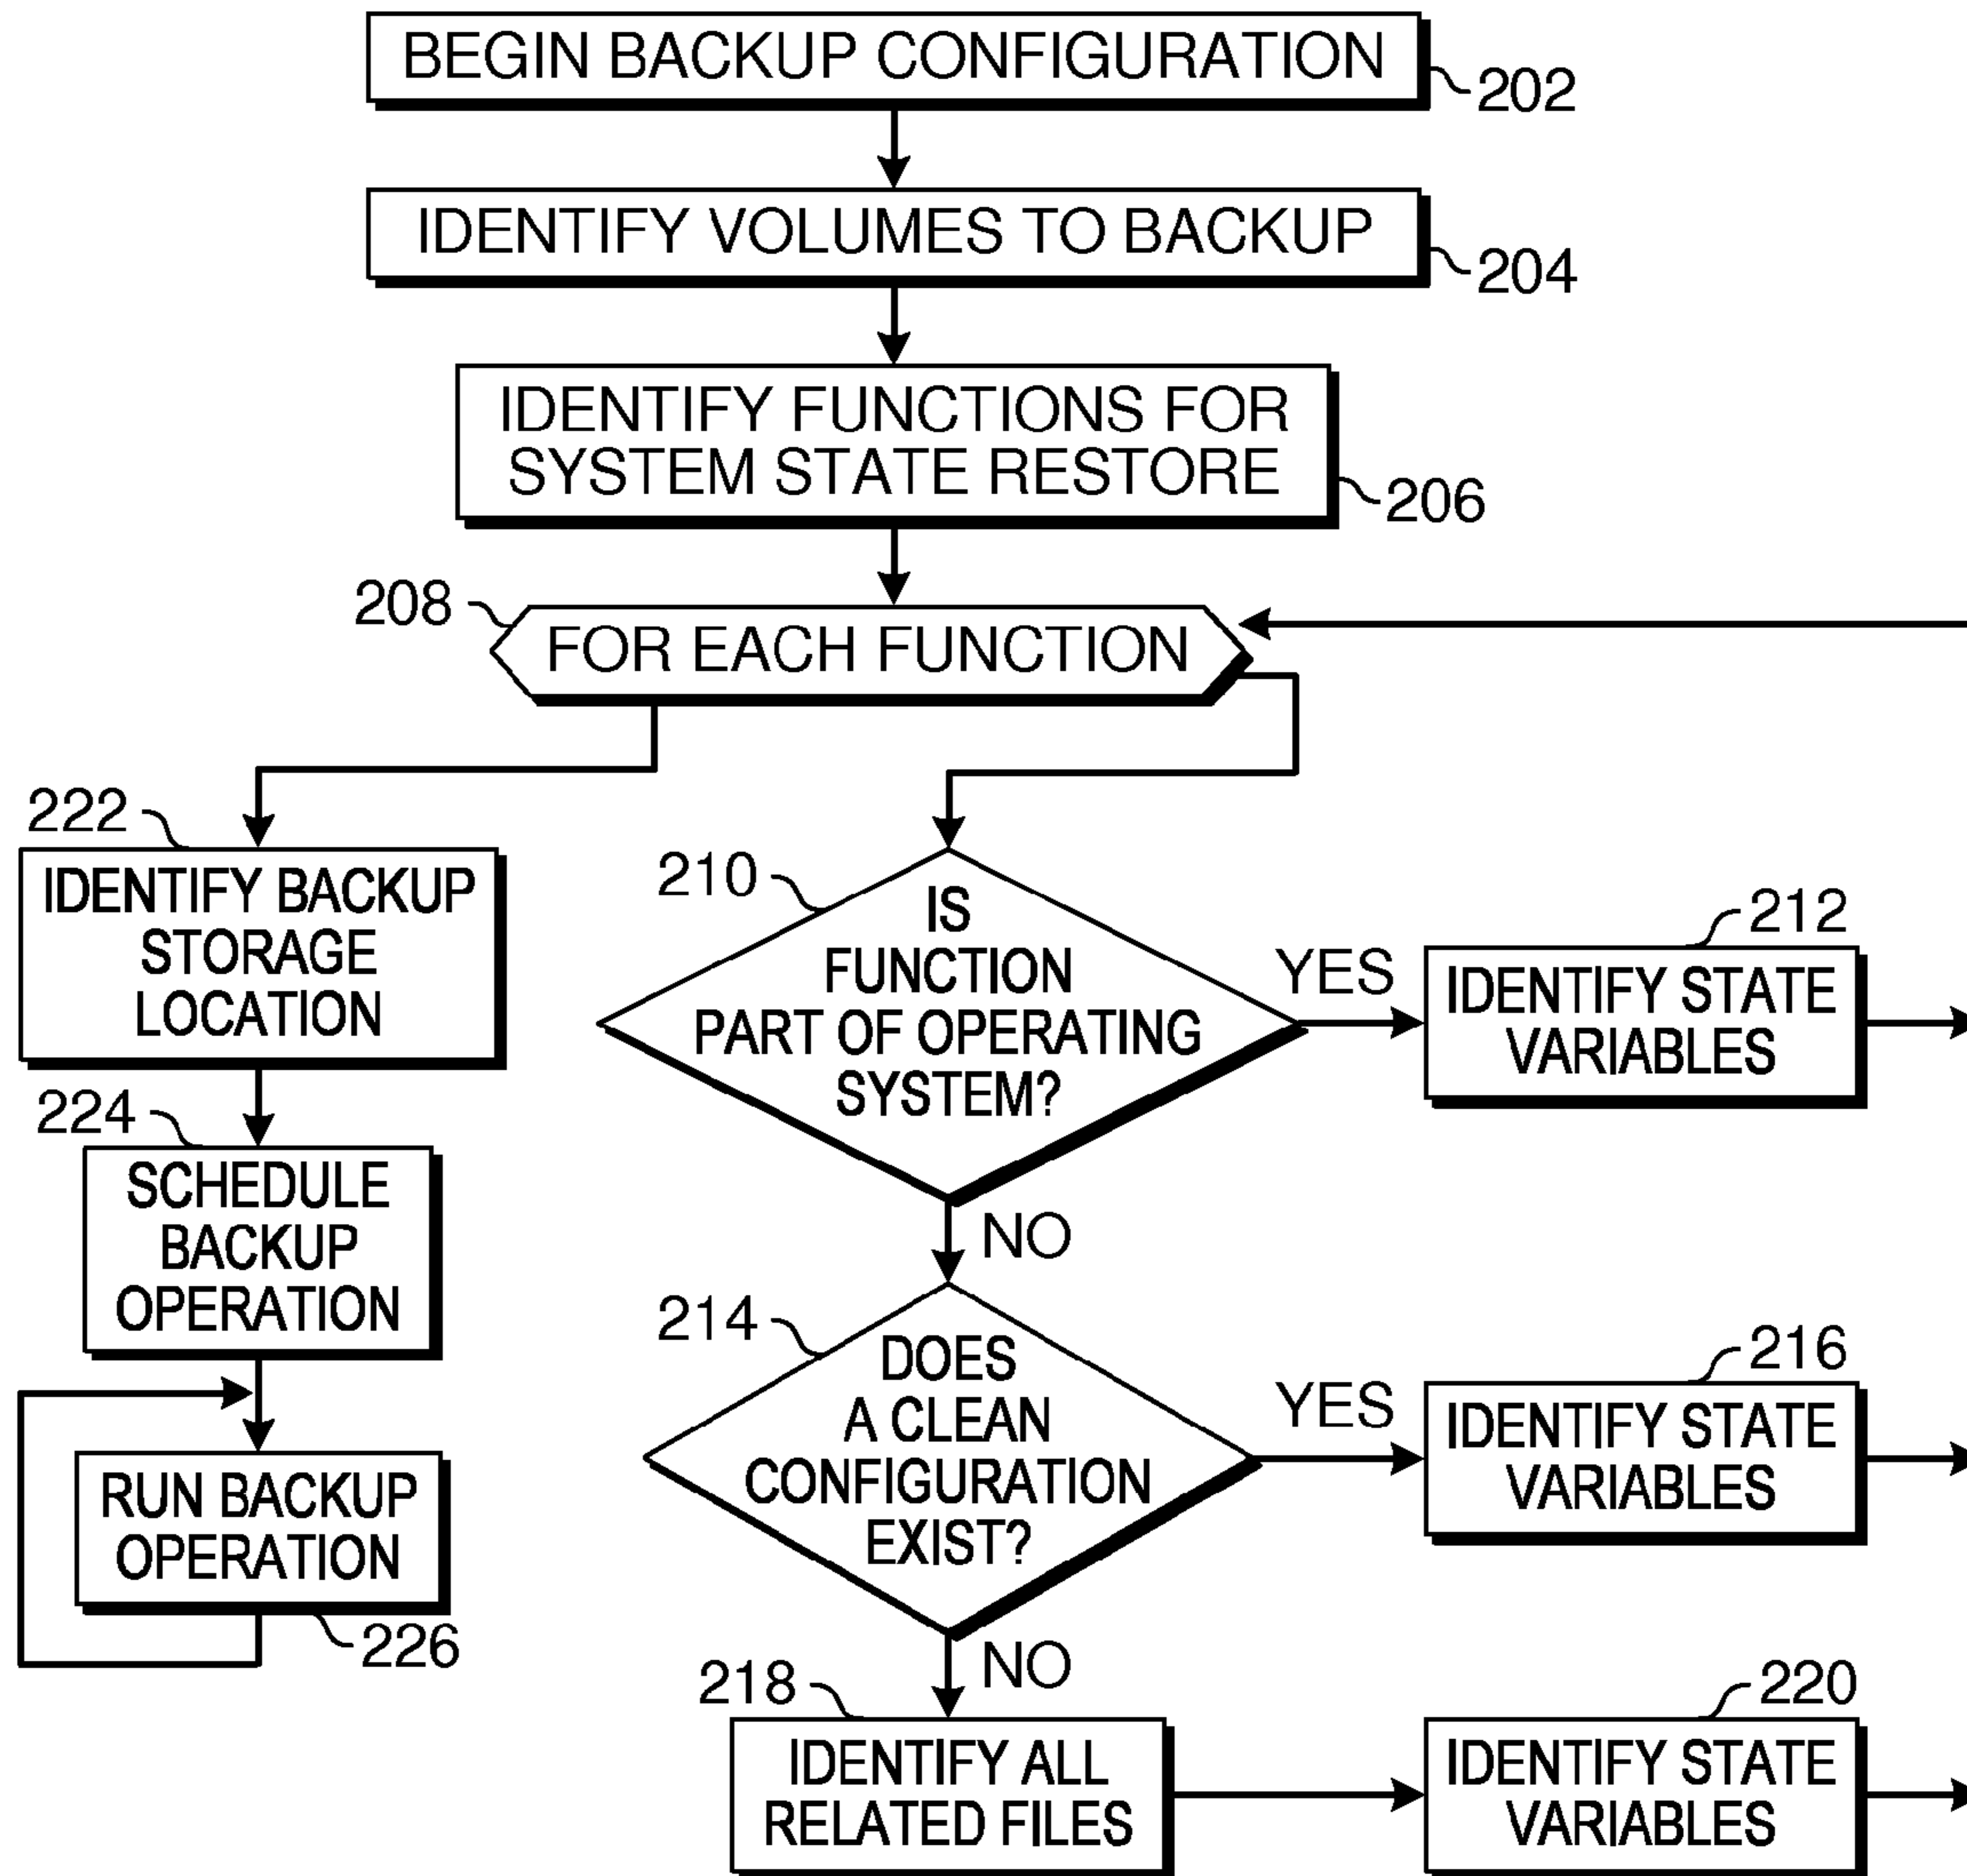 BEGIN BACKUP CONFIGURATION
202
IDENTIFY VOLUMES TO BACKUP
204
IDENTIFY FUNCTIONS FOR
SYSTEM STATE RESTORE
206
208
FOR EACH FUNCTION
222
IDENTIFY BACKUP
STORAGE
LOCATION
224
SCHEDULE
BACKUP
OPERATION
RUN BACKUP
OPERATION
226
210
IS
FUNCTION
PART OF OPERATING
SYSTEM?
YES
212
IDENTIFY STATE
VARIABLES
NO
214
DOES
A CLEAN
CONFIGURATION
EXIST?
YES
216
IDENTIFY STATE
VARIABLES
NO
218
IDENTIFY ALL
RELATED FILES
220
IDENTIFY STATE
VARIABLES